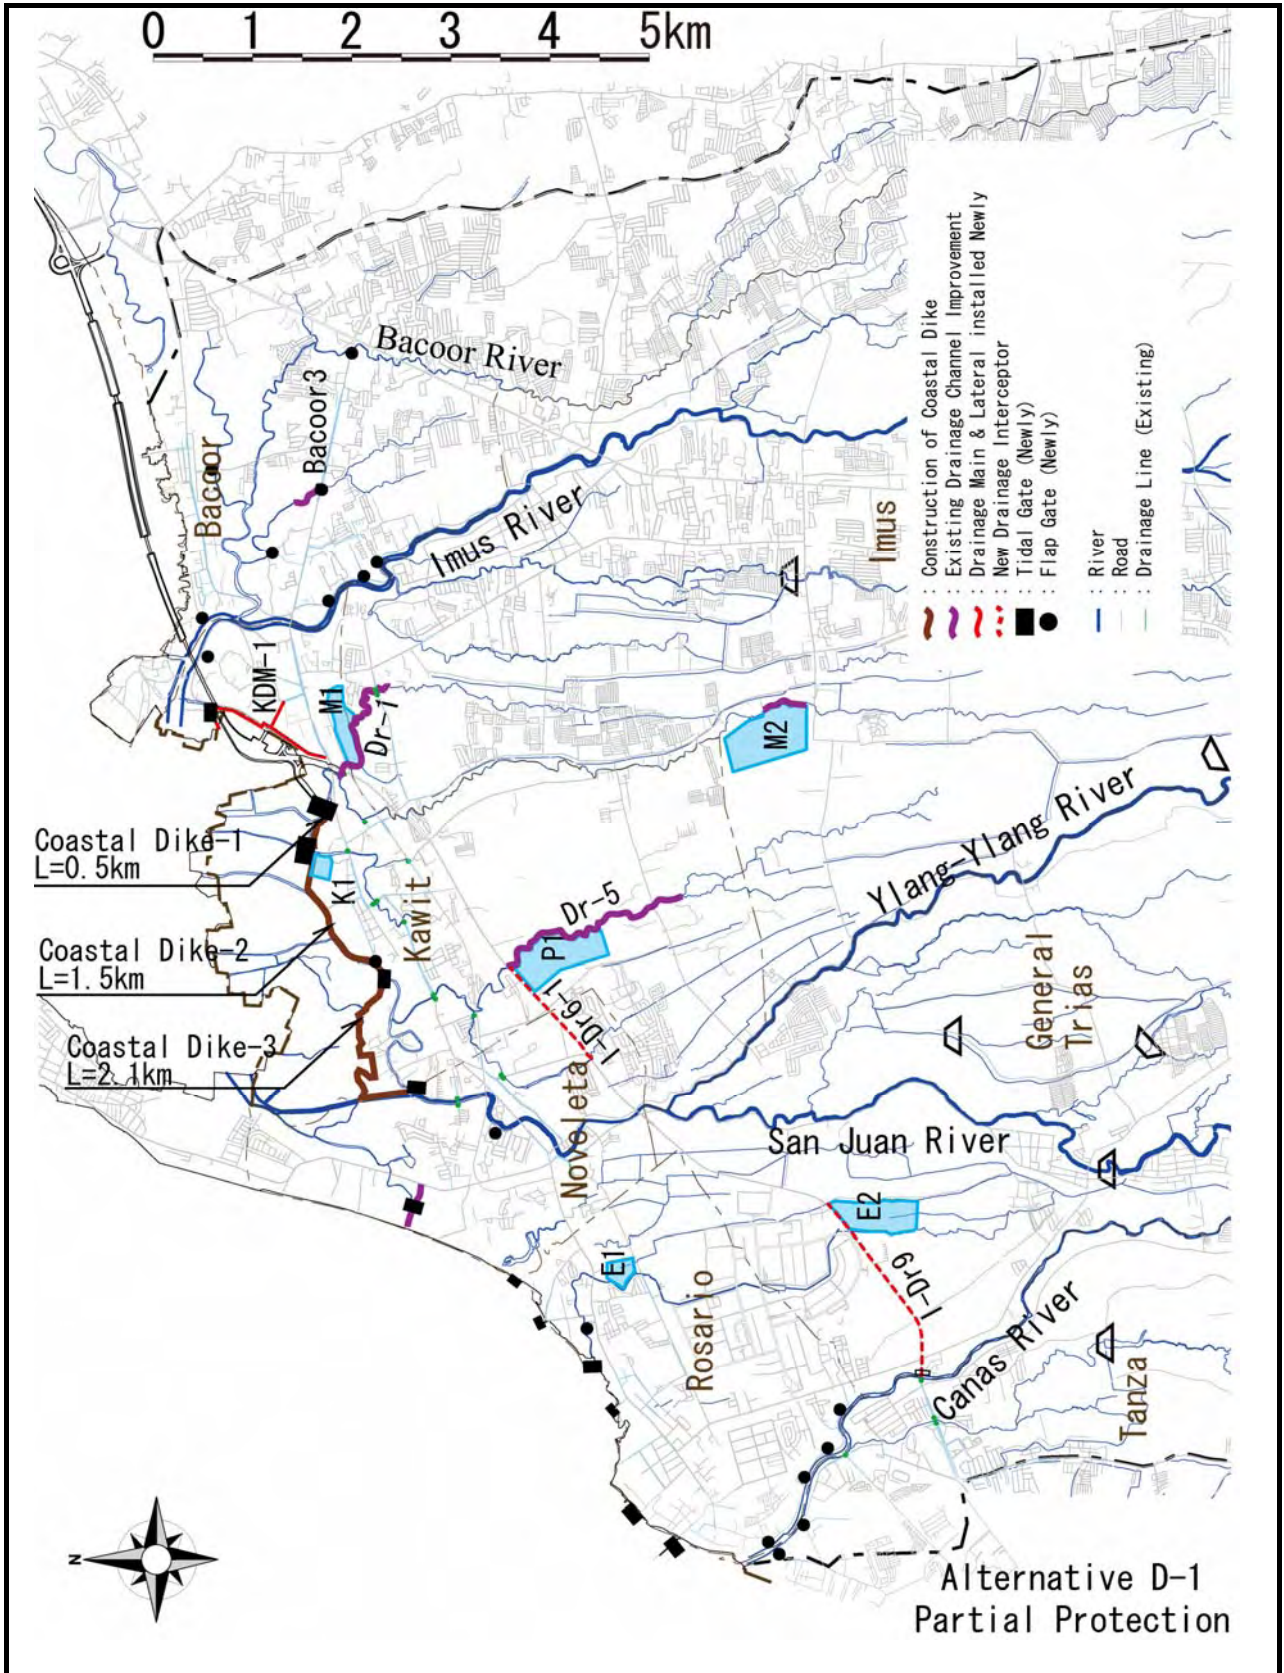 0 1 2 3 4 5km
Bacoor River
Bacoor3
Bacoor
Imus River
Imus
: Construction of Coastal Dike
: Existing Drainage Channel Improvement
: Drainage Main & Lateral installed Newly
: New Drainage Interceptor
: Tidal Gate (Newly)
: Flap Gate (Newly)
: River
: Road
: Drainage Line (Existing)
KDM-1
M1
Dr-1
M2
Coastal Dike-1
L=0.5km
K1
Kawit
Coastal Dike-2
L=1.5km
Dr-5
P1
I-Dr6-1
Ylang-Ylang River
General
Trias
Coastal Dike-3
L=2.1km
Noveleta
San Juan River
E2
E1
I-Dr9
Rosario
Canas River
Tanza
N
Alternative D-1
Partial Protection